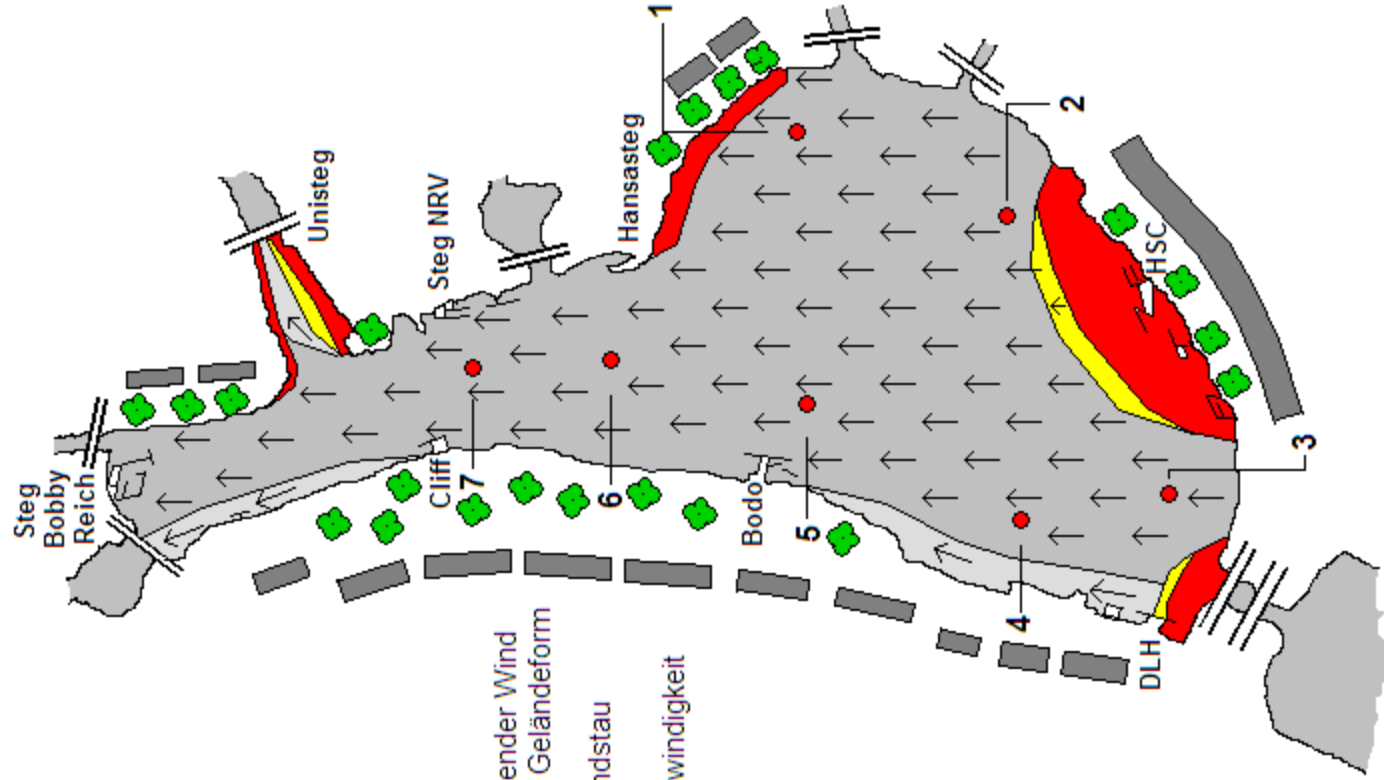 Steg
Bobby
Reich
Unisteg
Steg NRV
Hansasteg
1
2
HSC
3
Cliff
7
6
Bodo
5
4
DLH
ender Wind
Geländeform
ndstau
windigkeit